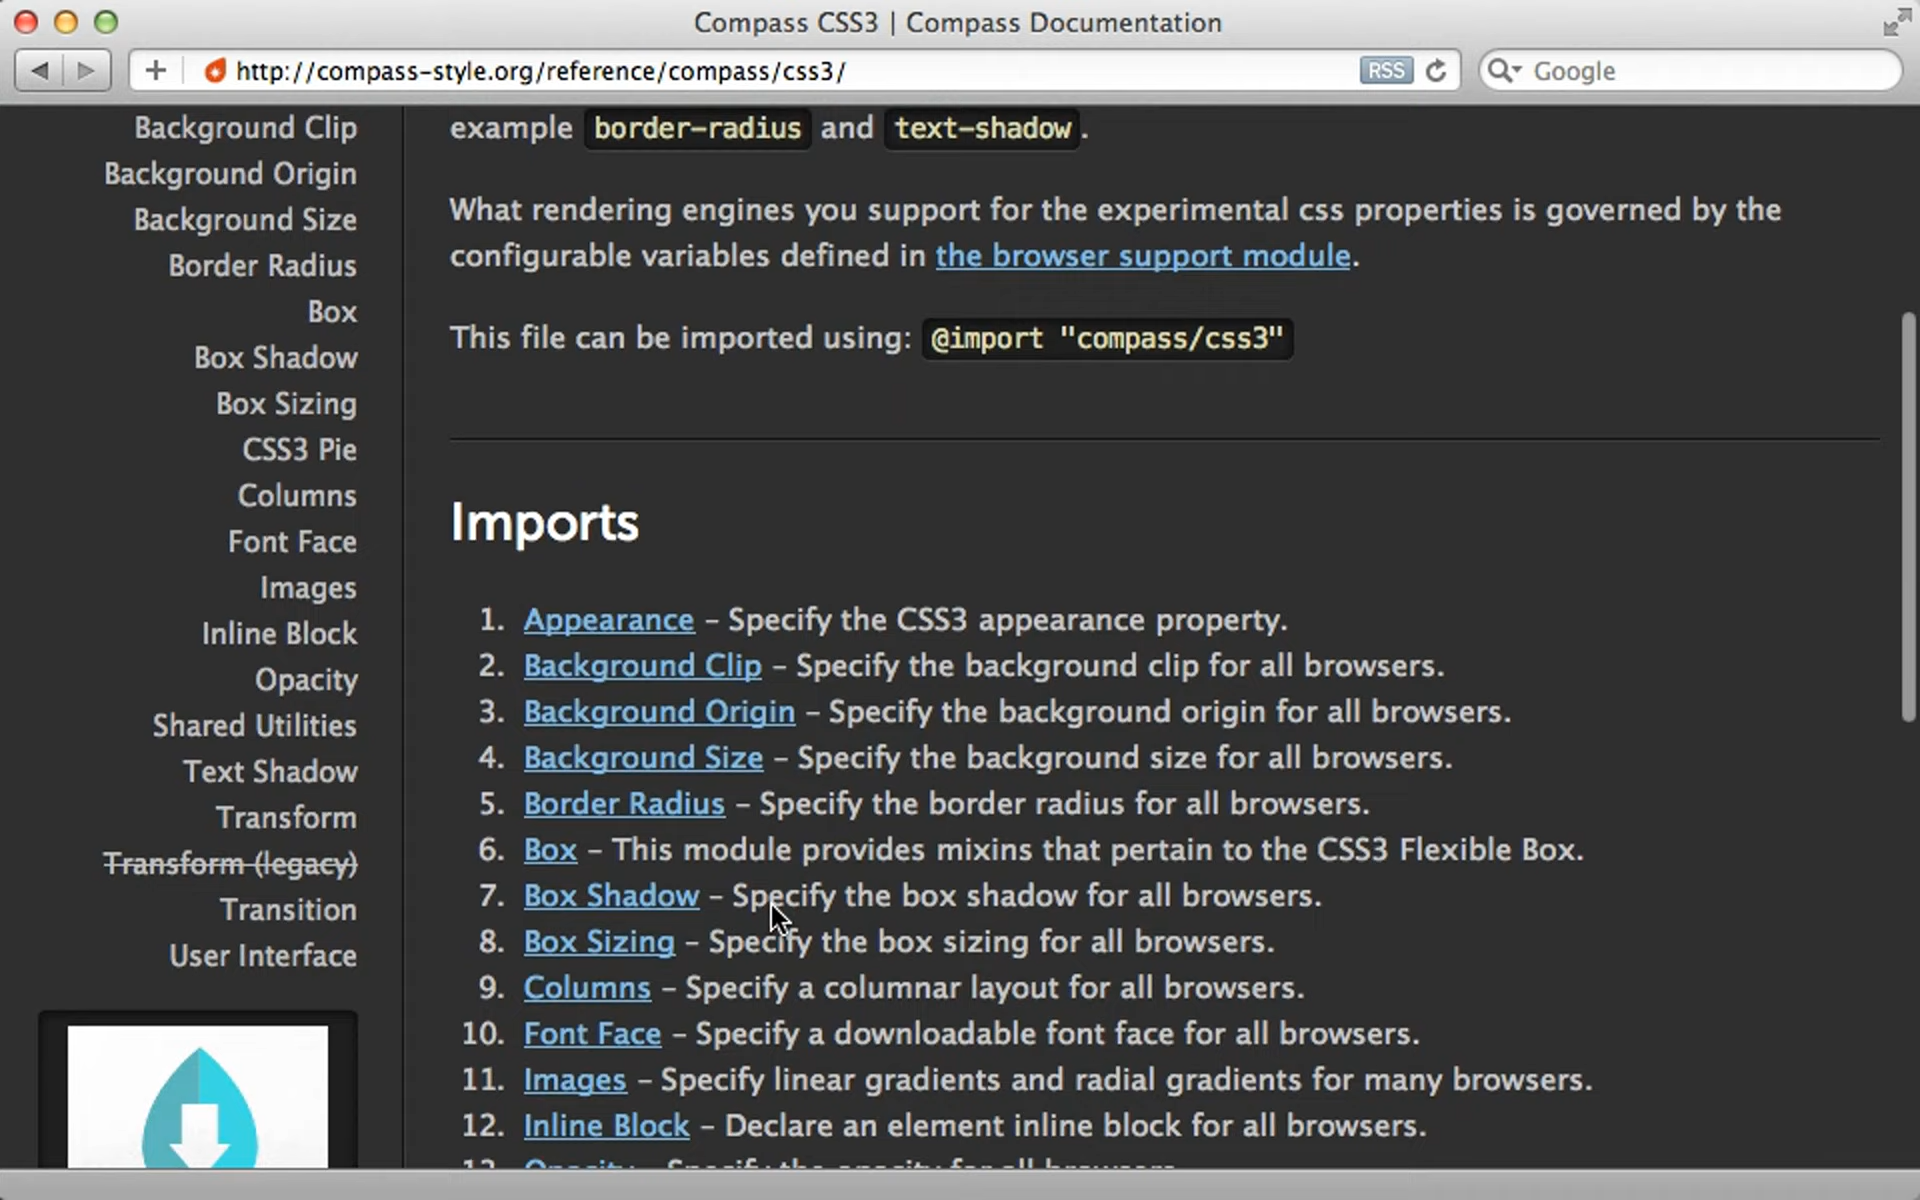 Compass CSS3 | Compass Documentation
http://compass-style.org/reference/compass/css3/
RSS
Google
Background Clip
Background Origin
Background Size
Border Radius
Box
Box Shadow
Box Sizing
CSS3 Pie
Columns
Font Face
Images
Inline Block
Opacity
Shared Utilities
Text Shadow
Transform
Transform (legacy)
Transition
User Interface
example border-radius and text-shadow.
What rendering engines you support for the experimental css properties is governed by the
configurable variables defined in the browser support module.
This file can be imported using: @import "compass/css3"
Imports
1. Appearance – Specify the CSS3 appearance property.
2. Background Clip – Specify the background clip for all browsers.
3. Background Origin – Specify the background origin for all browsers.
4. Background Size – Specify the background size for all browsers.
5. Border Radius – Specify the border radius for all browsers.
6. Box – This module provides mixins that pertain to the CSS3 Flexible Box.
7. Box Shadow – Specify the box shadow for all browsers.
8. Box Sizing – Specify the box sizing for all browsers.
9. Columns – Specify a columnar layout for all browsers.
10. Font Face – Specify a downloadable font face for all browsers.
11. Images – Specify linear gradients and radial gradients for many browsers.
12. Inline Block – Declare an element inline block for all browsers.
13. Opacity – Specify the opacity for all browsers.